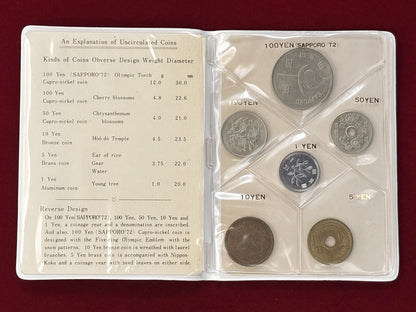 An Explanation of Uncirculated Coins
Kinds of Coins Obverse Design Weight Diameter
100 Yen (SAPPORO'72) Olympic Torch g mm
Cupro-nickel coin 12.0 30.0
100 Yen
Cupro-nickel coin Cherry blossoms 4.8 22.6
50 Yen Chrysanthemum
Cupro-nickel coin blossoms 4.0 21.0
10 Yen
Bronze coin Hōō-dō Temple 4.5 23.5
5 Yen Ear of rice
Brass coin Gear 3.75 22.0
Water
1 Yen
Aluminum coin Young tree 1.0 20.0
Reverse Design
On 100 Yen (SAPPORO'72), 100 Yen, 50 Yen, 10 Yen and
1 Yen, a coinage year and a denomination are inscribed.
And also, 100 Yen (SAPPORO'72) Cupro-nickel coin is
designed with the Five-ring Olympic Emblem with the
snow patterns. 10 Yen bronze coin is wreathed with laurel
branches. 5 Yen brass coin is accompanied with Nippon-
Koku and a coinage year with seed leaves on either side.
100YEN (SAPPORO '72)
100YEN
50YEN
1 YEN
10YEN
5 YEN